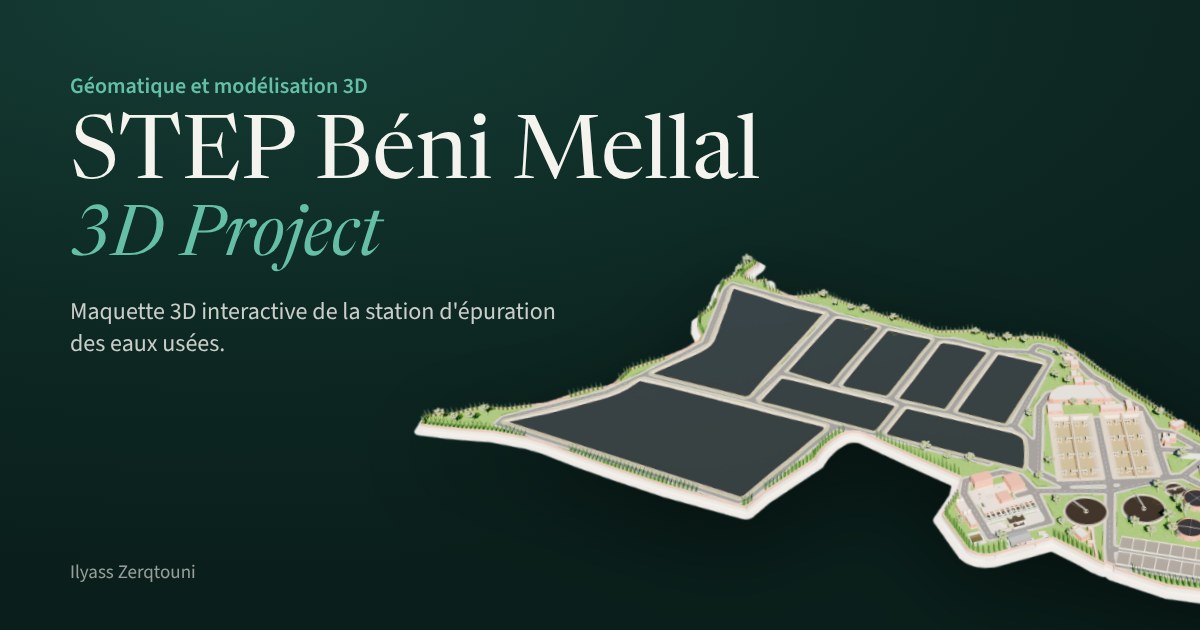 Géomatique et modélisation 3D
STEP Béni Mellal
3D Project
Maquette 3D interactive de la station d'épuration
des eaux usées.
Ilyass Zerqtouni